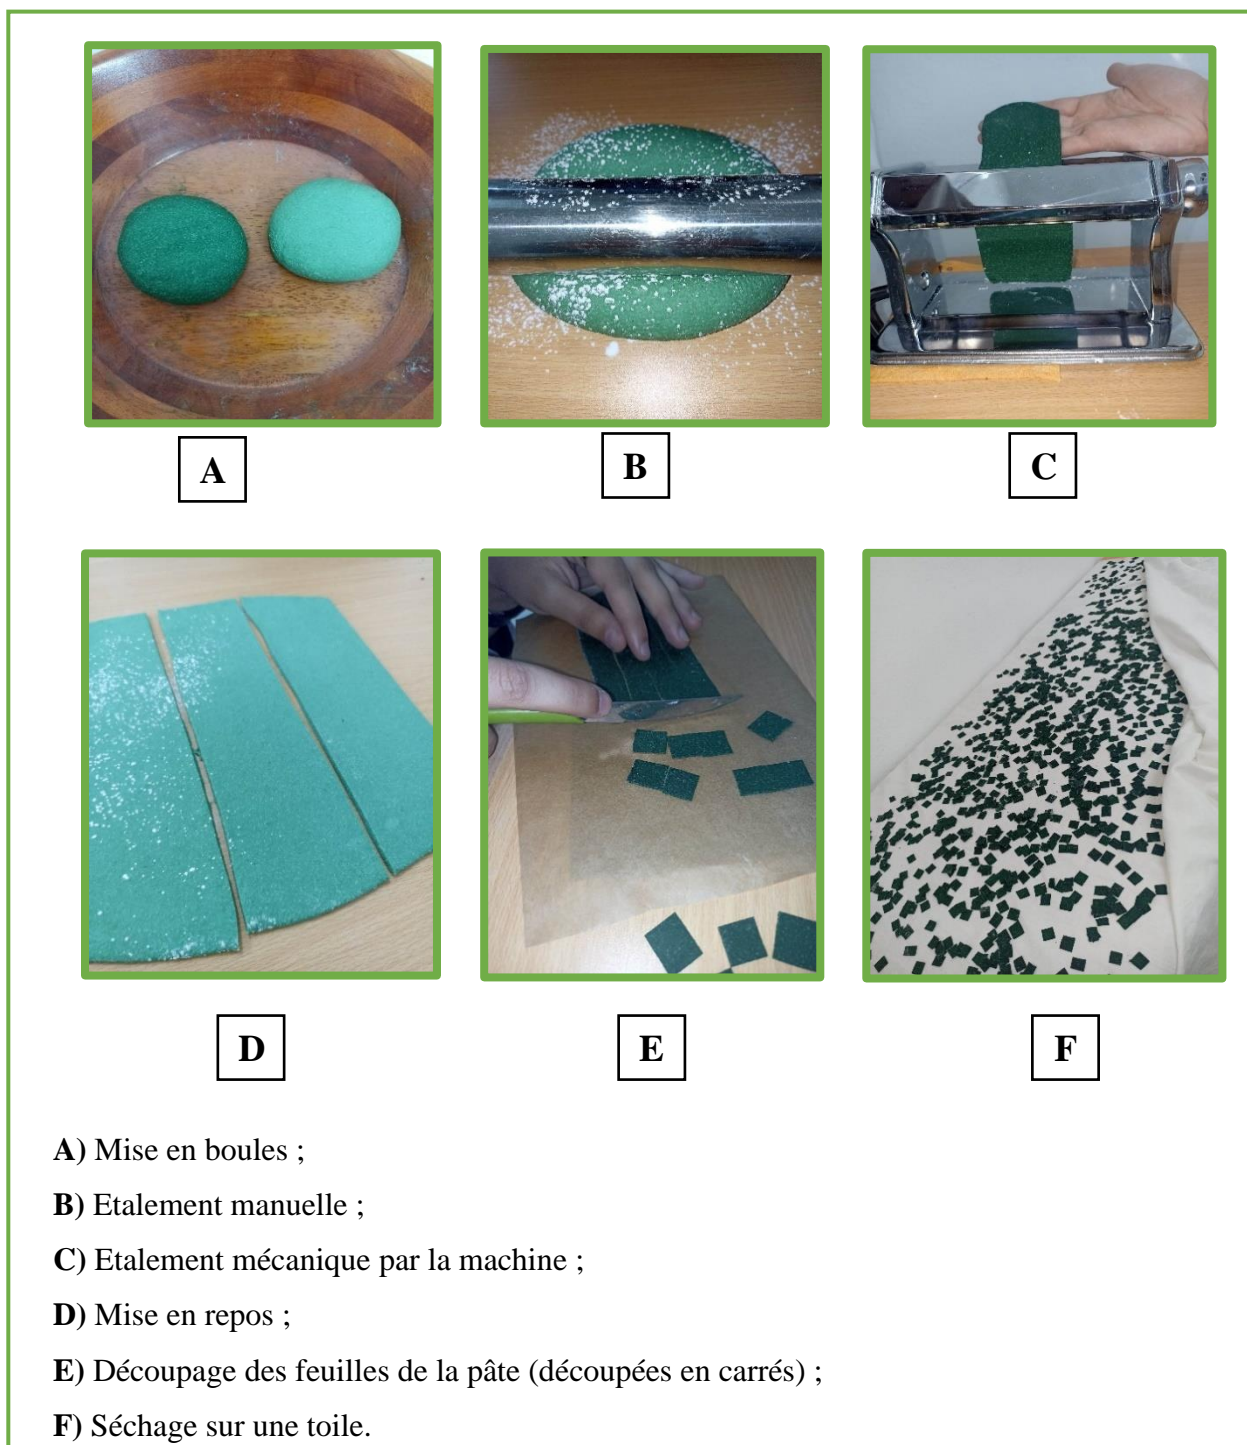 A
B
C
D
E
F
A) Mise en boules ;
B) Etalement manuelle ;
C) Etalement mécanique par la machine ;
D) Mise en repos ;
E) Découpage des feuilles de la pâte (découpées en carrés) ;
F) Séchage sur une toile.